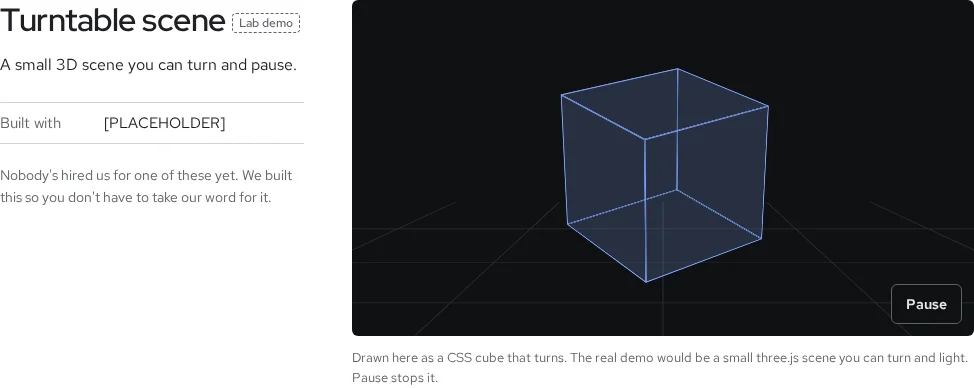 Turntable scene
Lab demo
A small 3D scene you can turn and pause.
Built with [PLACEHOLDER]
Nobody's hired us for one of these yet. We built
this so you don't have to take our word for it.
Pause
Drawn here as a CSS cube that turns. The real demo would be a small three.js scene you can turn and light.
Pause stops it.